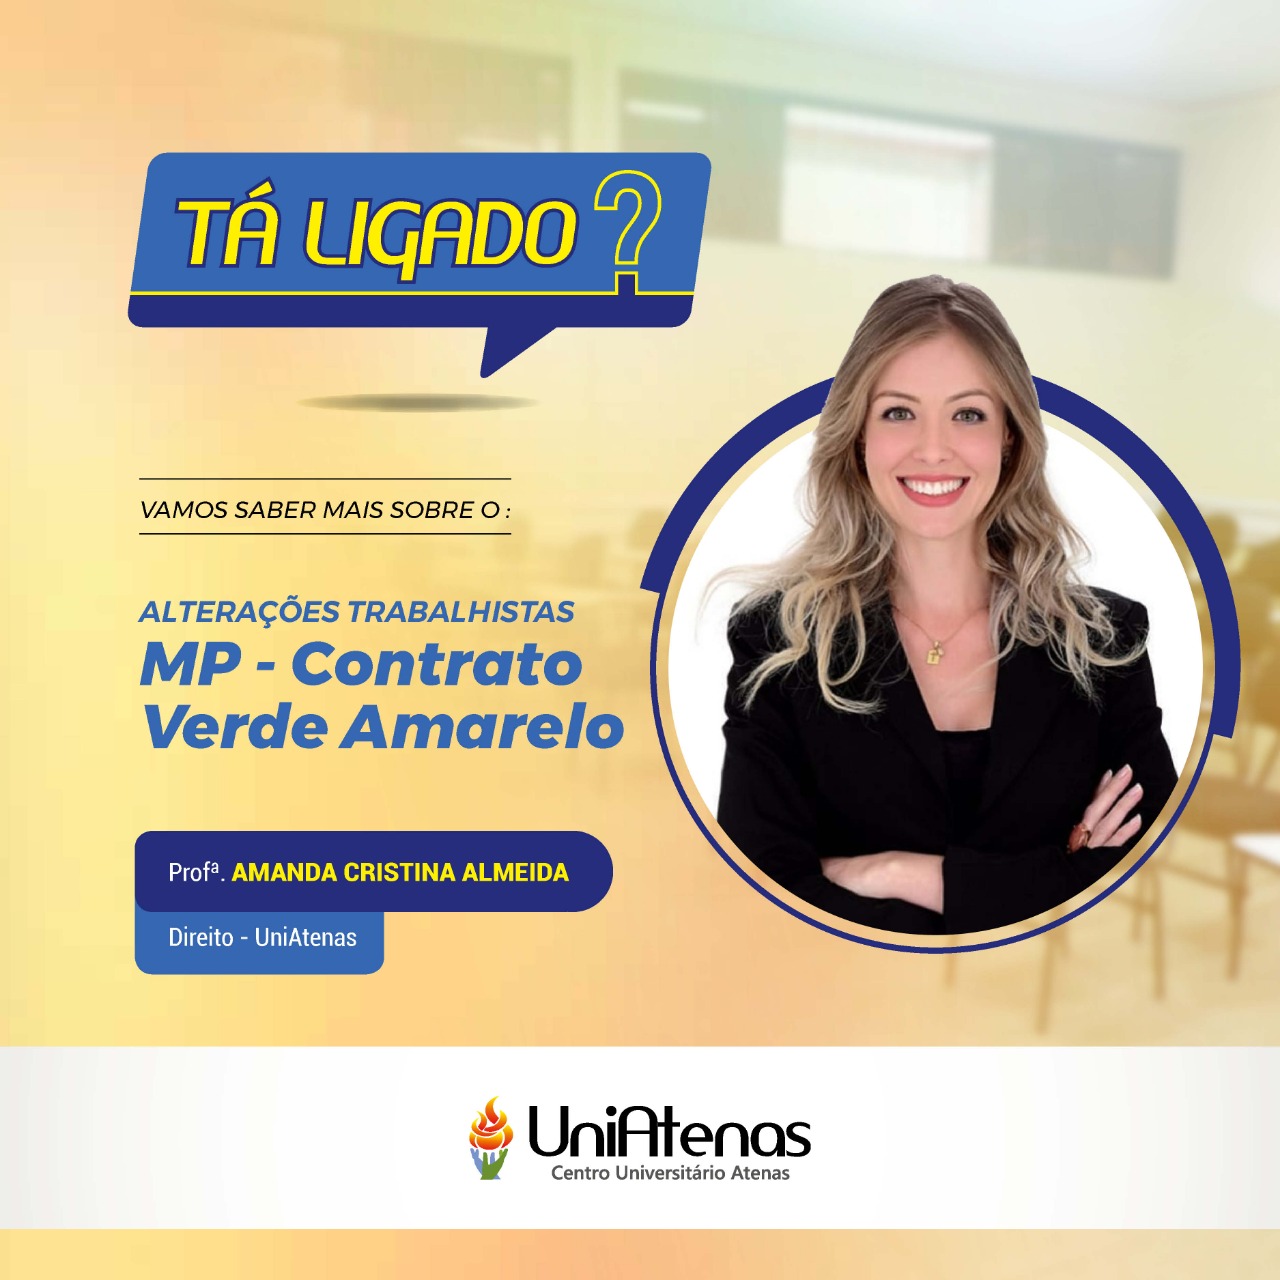 TÁ LIGADO?
VAMOS SABER MAIS SOBRE O :
ALTERAÇÕES TRABALHISTAS
MP - Contrato
Verde Amarelo
Profª. AMANDA CRISTINA ALMEIDA
Direito - UniAtenas
UniAtenas
Centro Universitário Atenas